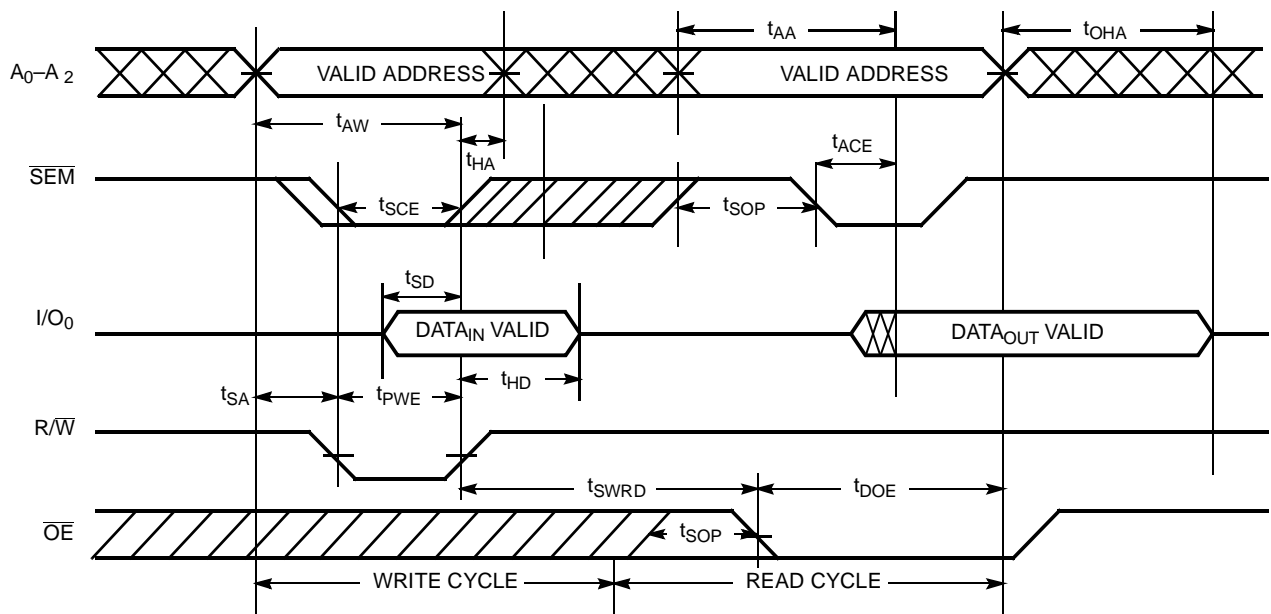 tAA
tOHA
A0–A 2
VALID ADDRESS
VALID ADDRESS
tAW
tHA
tACE
SEM
tSCE
tSOP
tSD
I/O0
DATAIN VALID
DATAOUT VALID
tHD
tSA
tPWE
R/W
tSWRD
tDOE
OE
tSOP
WRITE CYCLE
READ CYCLE